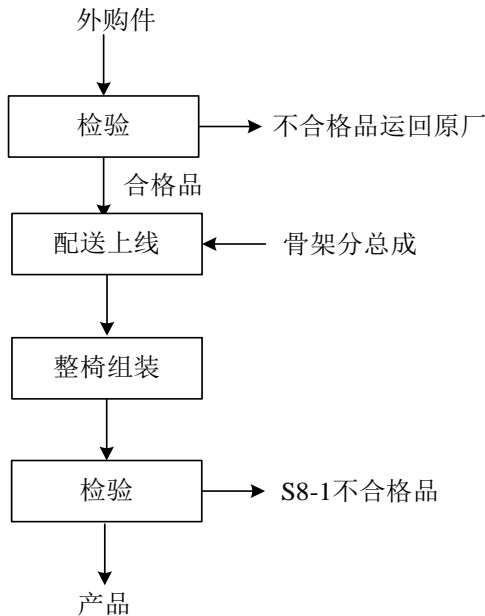 外购件
检验
不合格品运回原厂
合格品
配送上线
骨架分总成
整椅组装
检验
S8-1不合格品
产品